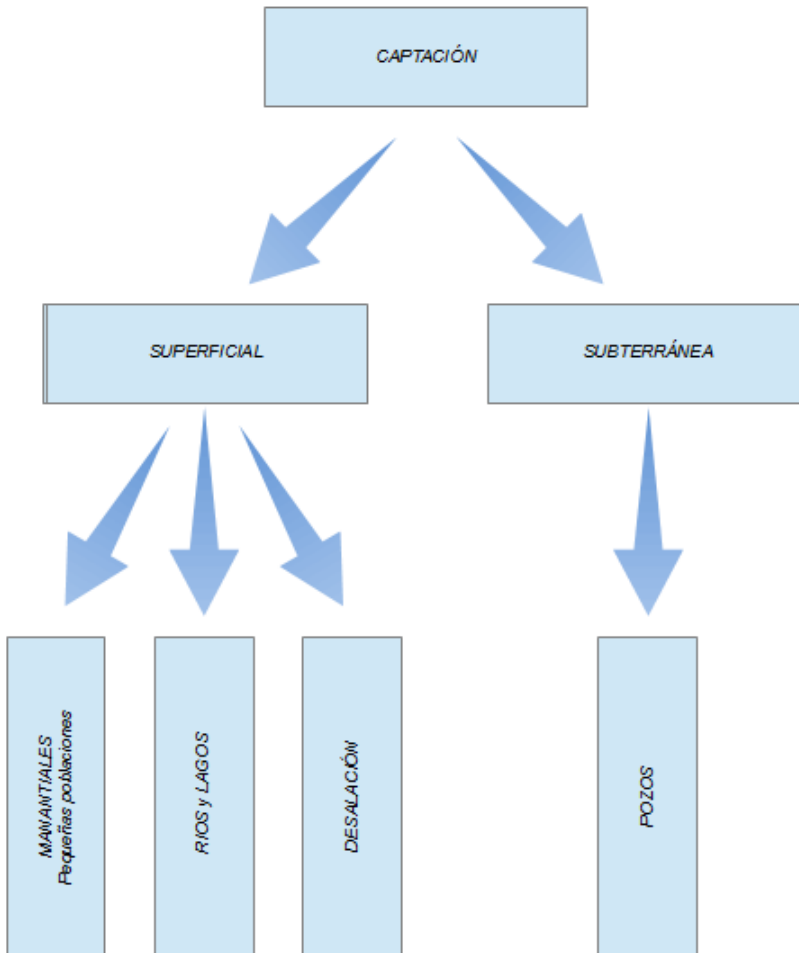 CAPTACIÓN
SUPERFICIAL
SUBTERRÁNEA
MANANTIALES
Pequeñas poblaciones
RIOS y LAGOS
DESALACIÓN
POZOS